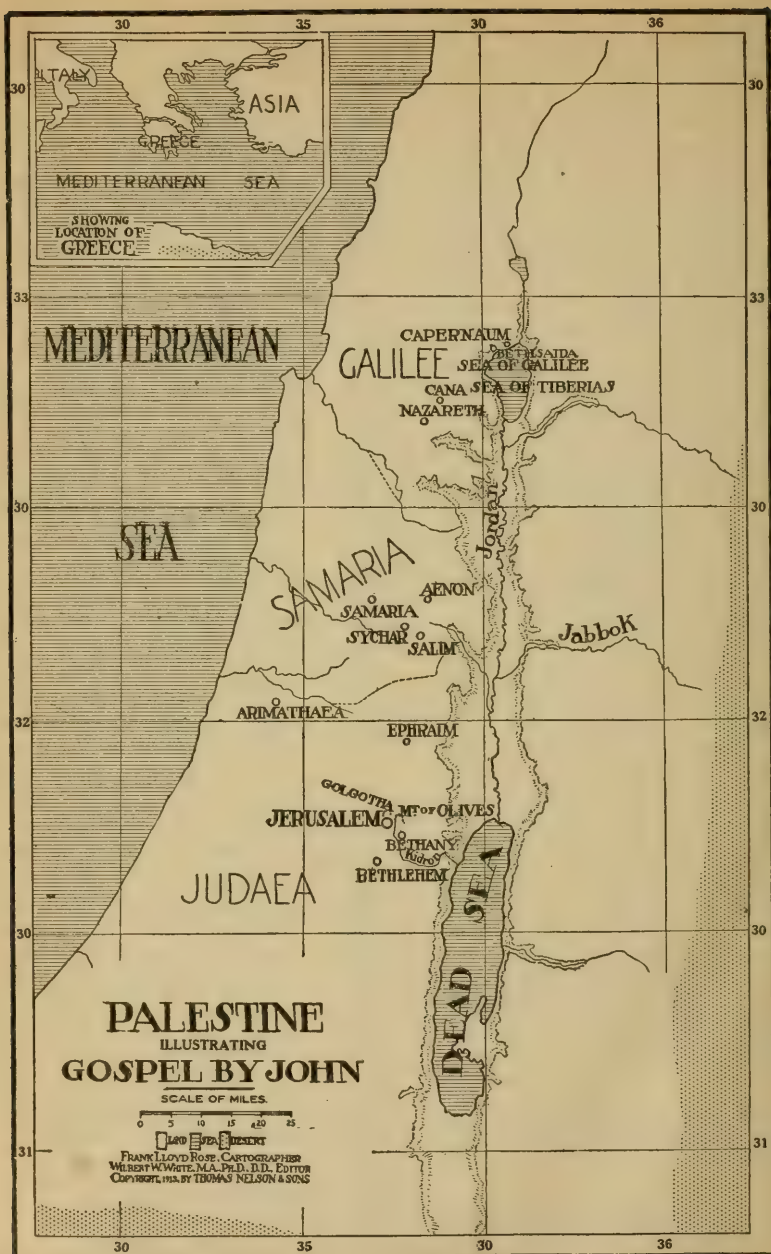 30 35 30 36
30 30
ITALY
ASIA
GREECE
MEDITERRANEAN SEA
SHOWING
LOCATION OF
GREECE
33 33
MEDITERRANEAN
SEA
GALILEE
CAPERNAUM
BETHSAIDA
SEA OF GALILEE
SEA OF TIBERIAS
CANA
NAZARETH
30 30
Jordan
SAMARIA
AENON
SAMARIA
SYCHAR
SALIM
Jabbok
32 32
ARIMATHAEA
EPHRAIM
GOLGOTHA
MT. OF OLIVES
JERUSALEM
BETHANY
Kidron
BETHLEHEM
JUDAEA
DEAD SEA
30 30
PALESTINE
ILLUSTRATING
GOSPEL BY JOHN
SCALE OF MILES.
0 5 10 15 20 25
LAND SEA DESERT
FRANK LLOYD ROSE, CARTOGRAPHER
WILBERT W. WHITE, M.A., PH.D., D.D., EDITOR
COPYRIGHT, BY THOMAS NELSON & SONS
31 31
30 35 30 36